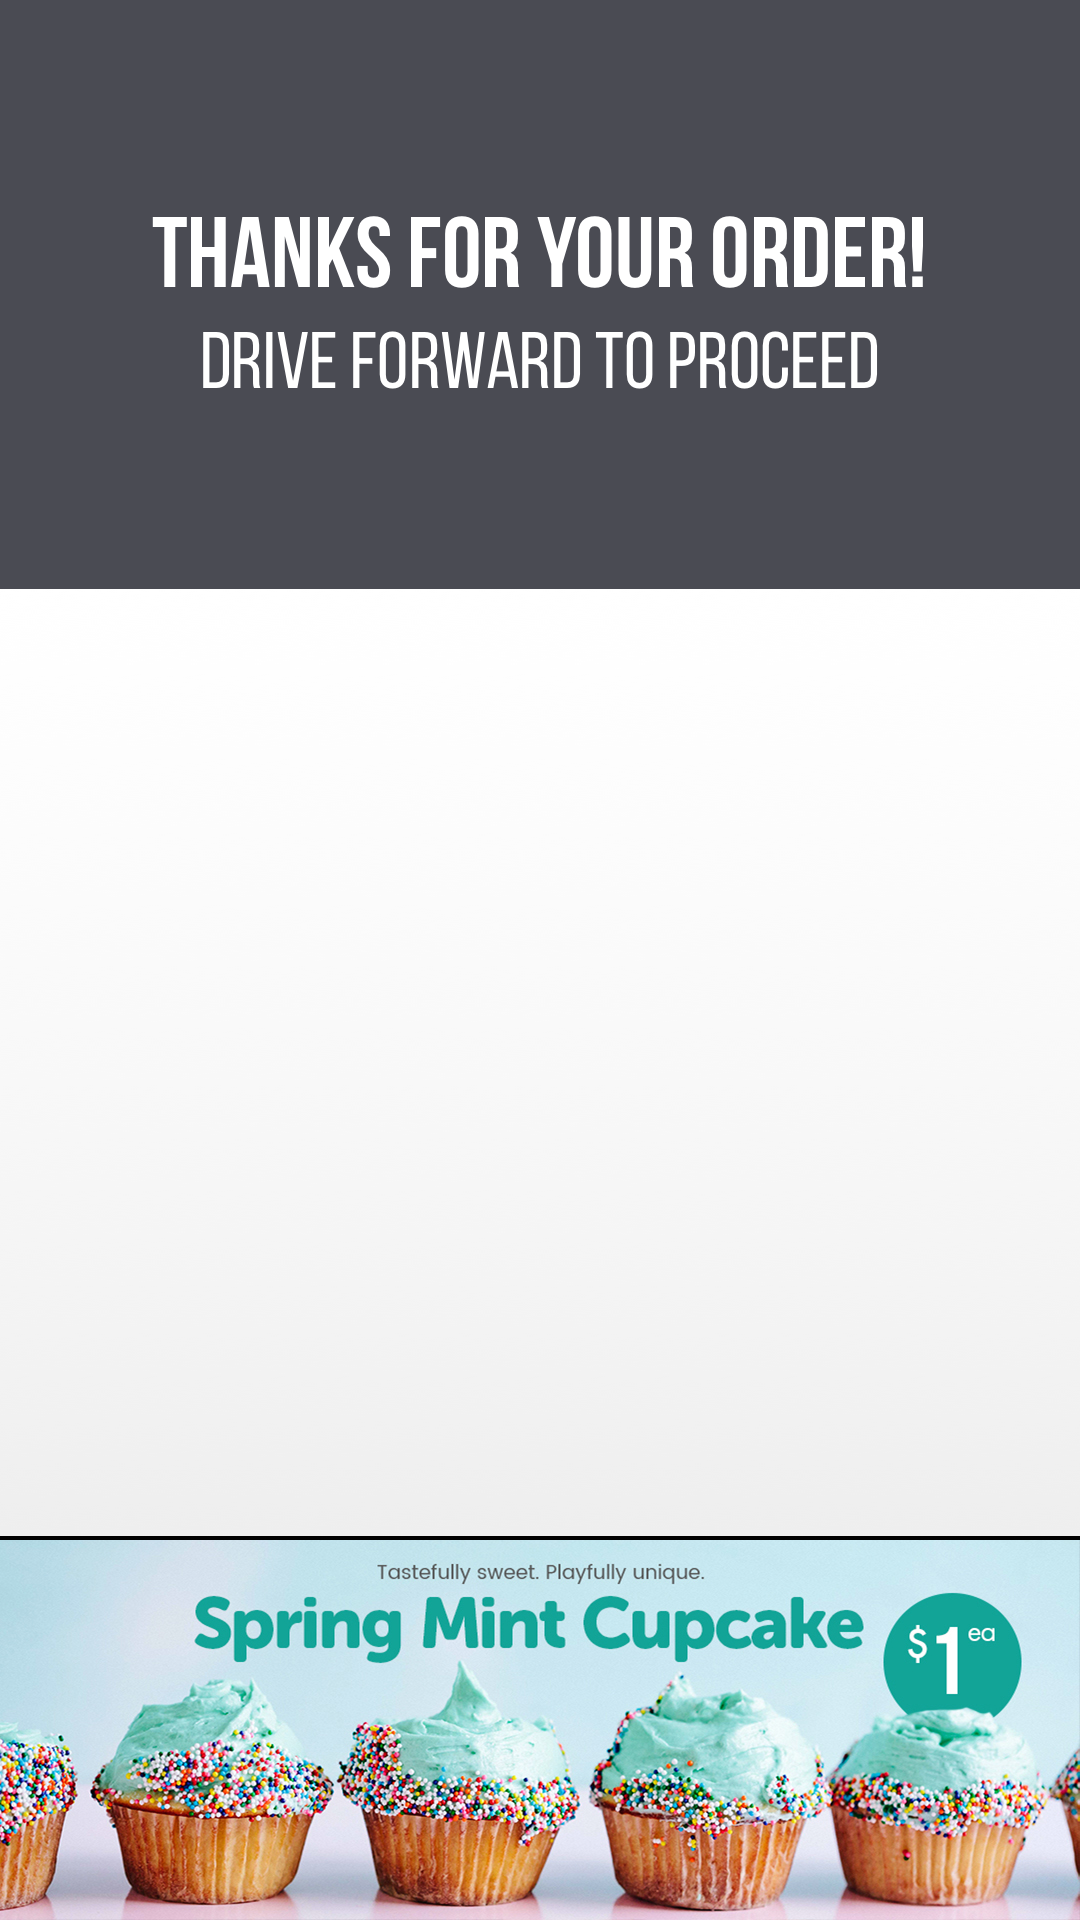 THANKS FOR YOUR ORDER!
DRIVE FORWARD TO PROCEED
Tastefully sweet. Playfully unique.
Spring Mint Cupcake
$1 ea